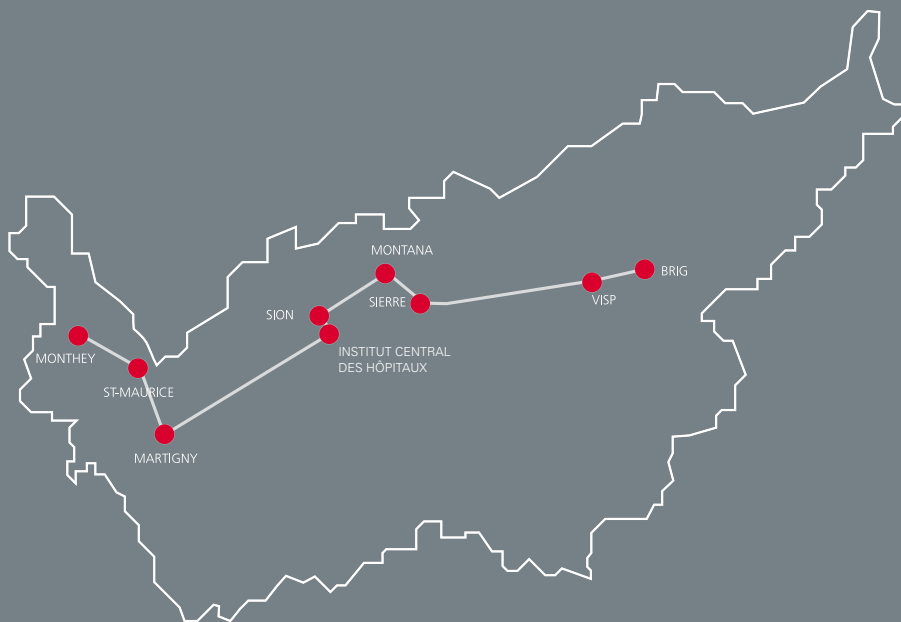 MONTANA
BRIG
SIERRE
VISP
SION
INSTITUT CENTRAL
DES HÔPITAUX
MONTHEY
ST-MAURICE
MARTIGNY